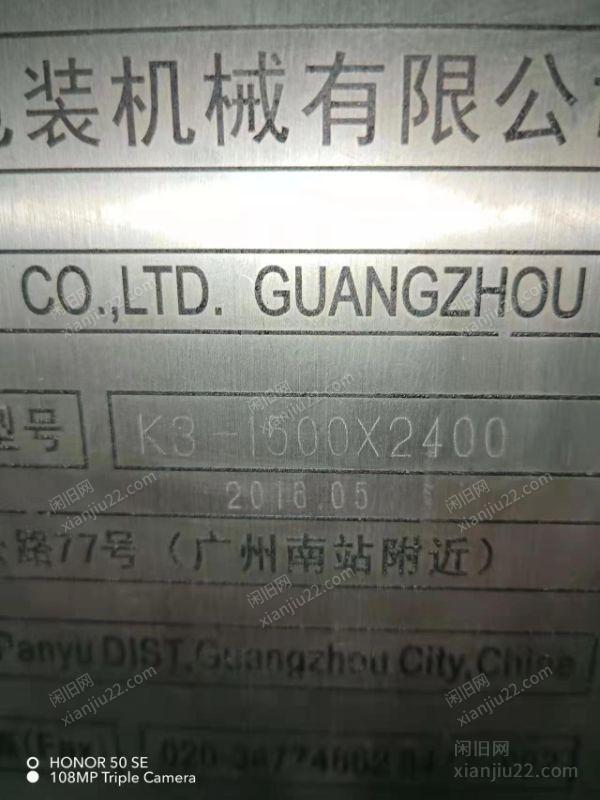 装机械有限公
CO.,LTD. GUANGZHOU
型号 K3-1600X2400
2016.05
路77号（广州南站附近）
Panyu DIST,Guangzhou City,China
(Fax)
HONOR 50 SE
108MP Triple Camera
闲旧网
xianjiu22.com